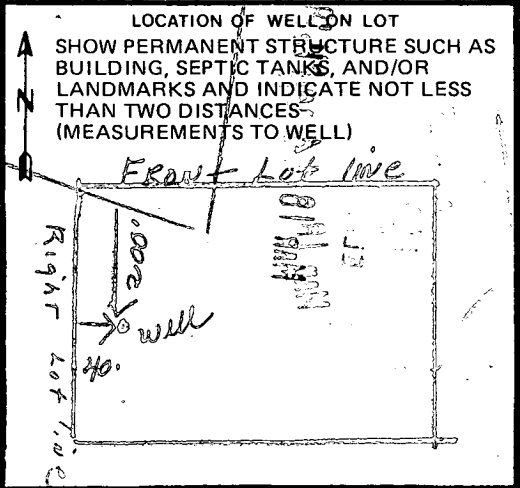 LOCATION OF WELL ON LOT
SHOW PERMANENT STRUCTURE SUCH AS
BUILDING, SEPTIC TANKS, AND/OR
LANDMARKS AND INDICATE NOT LESS
THAN TWO DISTANCES
(MEASUREMENTS TO WELL)
N
FRONT Lot line
Right Lot line
200.
well
40.